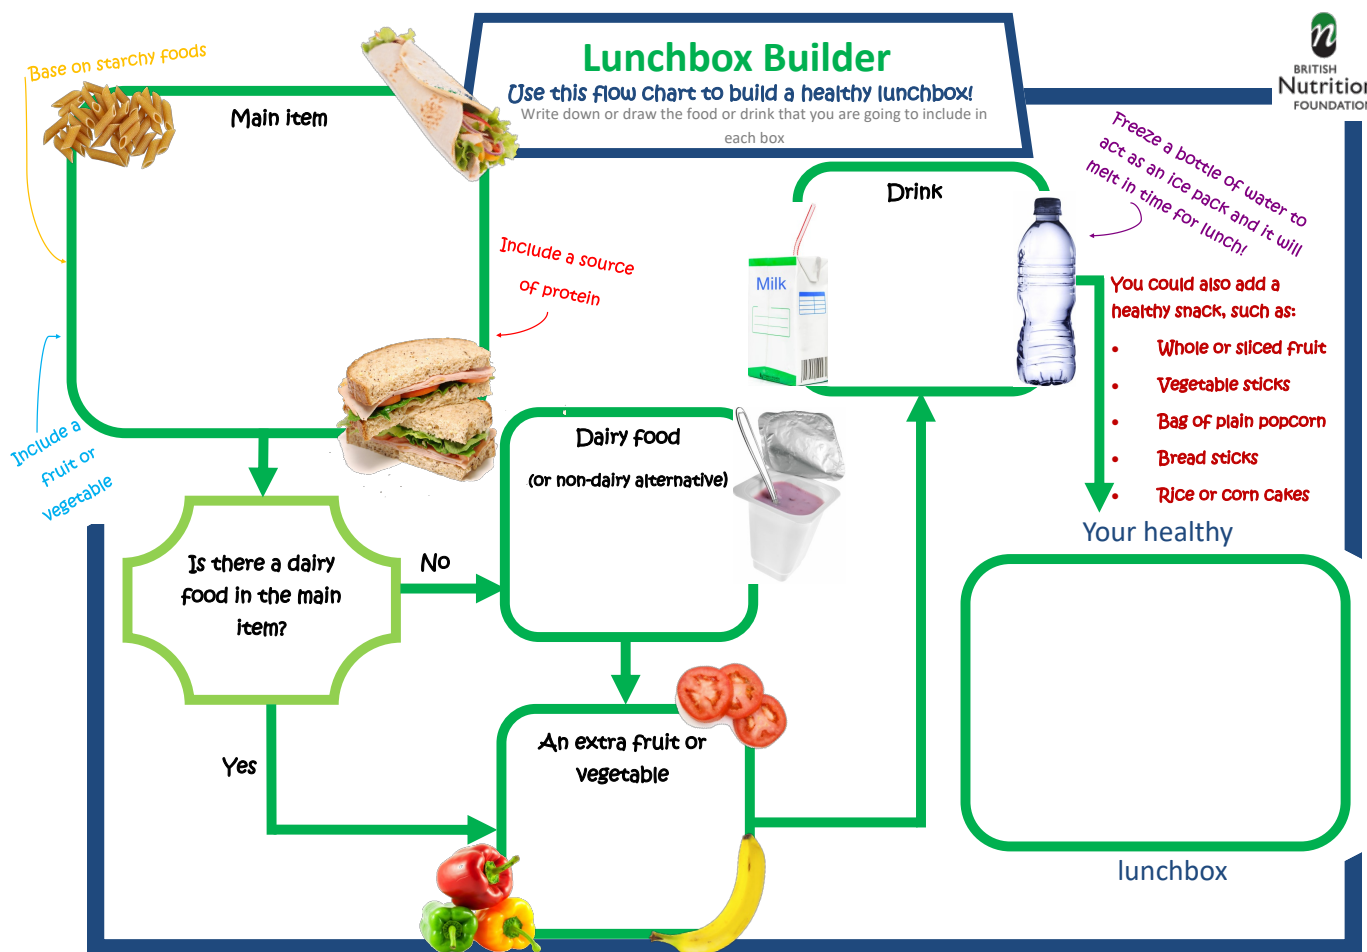 Lunchbox Builder
Use this flow chart to build a healthy lunchbox!
Write down or draw the food or drink that you are going to include in
each box
BRITISH
Nutrition
FOUNDATION
Base on starchy foods
Main item
Include a source
of protein
Include a
fruit or
vegetable
Is there a dairy
food in the main
item?
No
Yes
Dairy food
(or non-dairy alternative)
An extra fruit or
vegetable
Drink
Milk
Freeze a bottle of water to
act as an ice pack and it will
melt in time for lunch!
You could also add a
healthy snack, such as:
• Whole or sliced fruit
• Vegetable sticks
• Bag of plain popcorn
• Bread sticks
• Rice or corn cakes
Your healthy
lunchbox